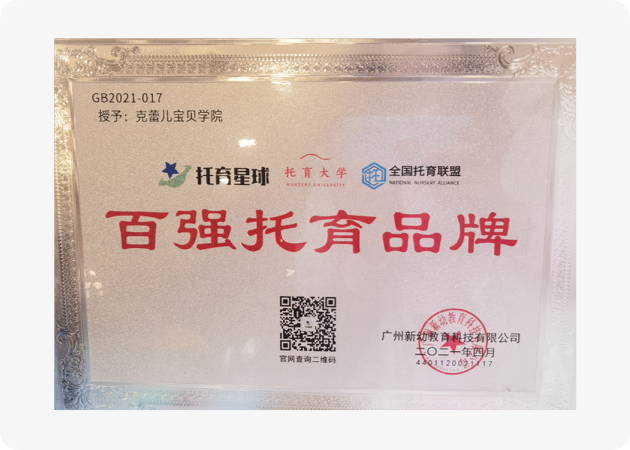 GB2021-017
授予：克蕾儿宝贝学院
托育星球
托育大学
NURSERY UNIVERSITY
全国托育联盟
NATIONAL NURSERY ALLIANCE
百强托育品牌
官网查询二维码
广州新幼教育科技有限公司
二〇二一年四月